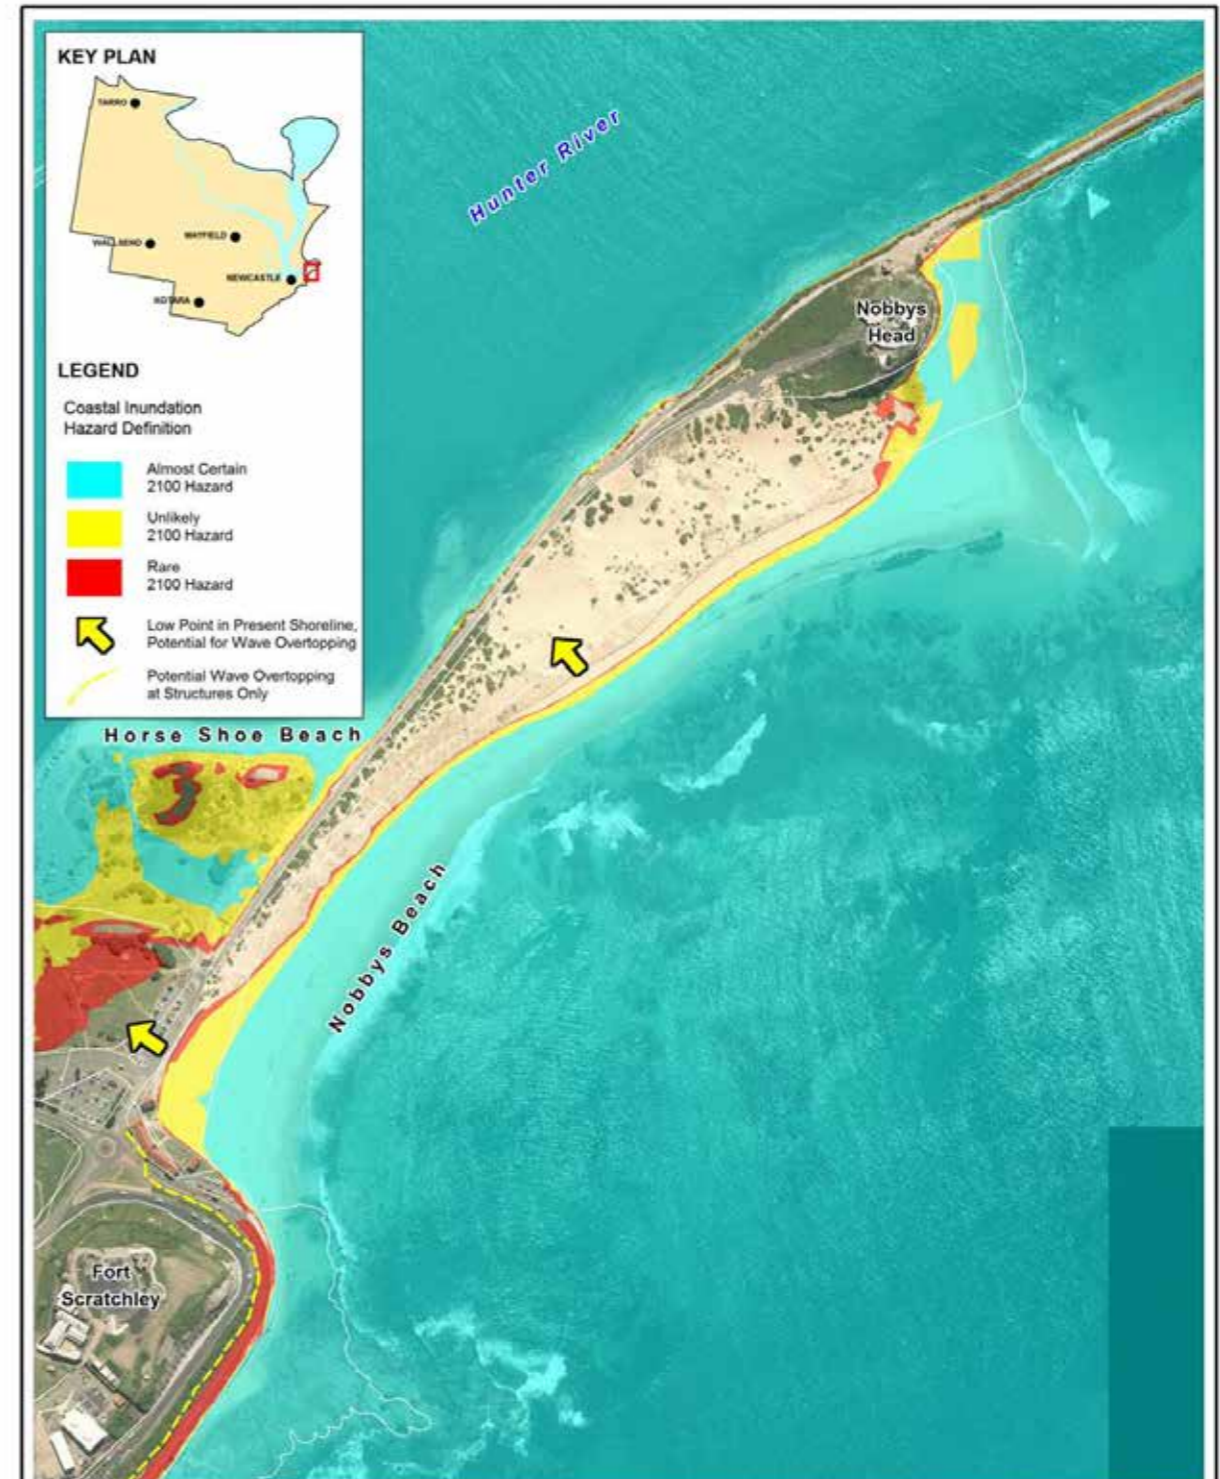 KEY PLAN
TARRO
WALLSEND
MAYFIELD
NEWCASTLE
KOTARA
LEGEND
Coastal Inundation
Hazard Definition
Almost Certain
2100 Hazard
Unlikely
2100 Hazard
Rare
2100 Hazard
Low Point in Present Shoreline,
Potential for Wave Overtopping
Potential Wave Overtopping
at Structures Only
Hunter River
Nobbys
Head
Horse Shoe Beach
Nobbys Beach
Fort
Scratchley